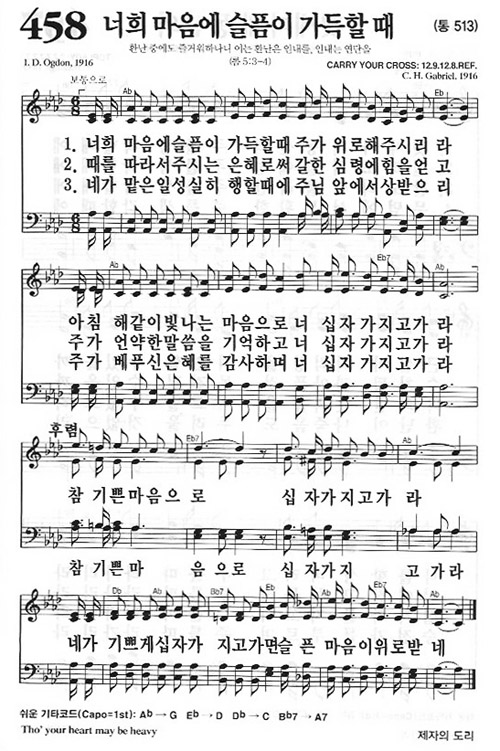 458 너희 마음에 슬픔이 가득할 때 (통 513)
환난 중에도 즐거워하나니 이는 환난은 인내를, 인내는 연단을
(롬 5:3-4)
I. D. Ogdon, 1916
CARRY YOUR CROSS: 12.9.12.8.REF.
C. H. Gabriel, 1916
보통으로
Ab Eb
1. 너희 마음에슬픔이 가득할때 주가 위로해주시리 라
2. 때를 따라서주시는 은혜로써 갈한 심령에힘을얻 고
3. 네가 맡은일성실히 행할때에 주님 앞에서상받으 리
Ab Eb7 Ab
아침 해같이빛나는 마음으로 너 십자 가지고가 라
주가 언약한말씀을 기억하고 너 십자 가지고가 라
주가 베푸신은혜를 감사하며 너 십자 가지고가 라
후렴
Eb7 Ab
참 기쁜마음으 로 십 자가지고가 라
참 기쁜마 음으로 십 자가지 고가라
Db Ab Bb7 Eb Ab Eb7 Ab
네가 기쁘게십자가 지고가면슬 픈 마음이위로받 네
쉬운 기타코드(Capo=1st): Ab→G Eb→D Db→C Bb7→A7
Tho' your heart may be heavy
제자의 도리